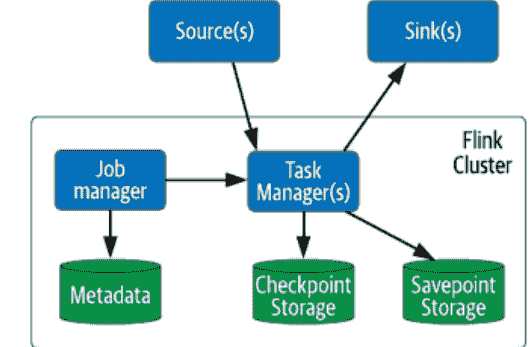 Source(s)
Sink(s)
Flink
Cluster
Job
manager
Task
Manager(s)
Metadata
Checkpoint
Storage
Savepoint
Storage